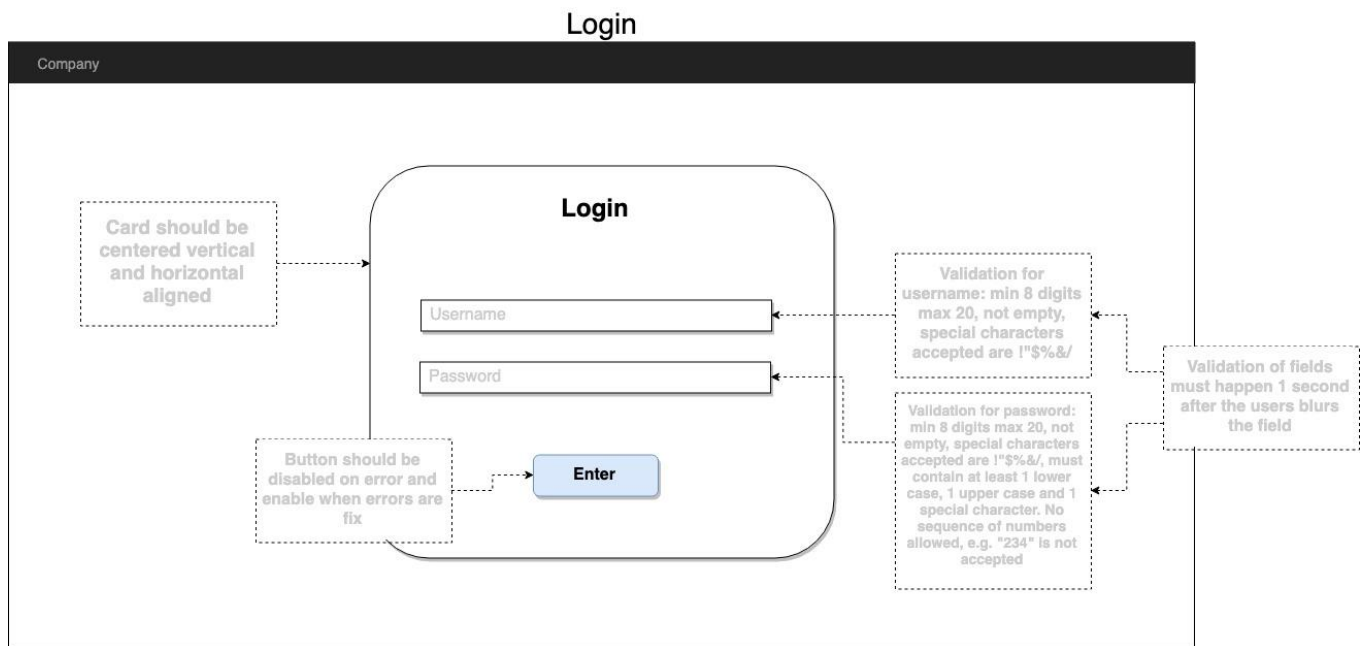 Login
Company
Login
Card should be
centered vertical
and horizontal
aligned
Username
Password
Enter
Button should be
disabled on error and
enable when errors are
fix
Validation for
username: min 8 digits
max 20, not empty,
special characters
accepted are !"$%&/
Validation for password:
min 8 digits max 20, not
empty, special characters
accepted are !"$%&/, must
contain at least 1 lower
case, 1 upper case and 1
special character. No
sequence of numbers
allowed, e.g. "234" is not
accepted
Validation of fields
must happen 1 second
after the users blurs
the field